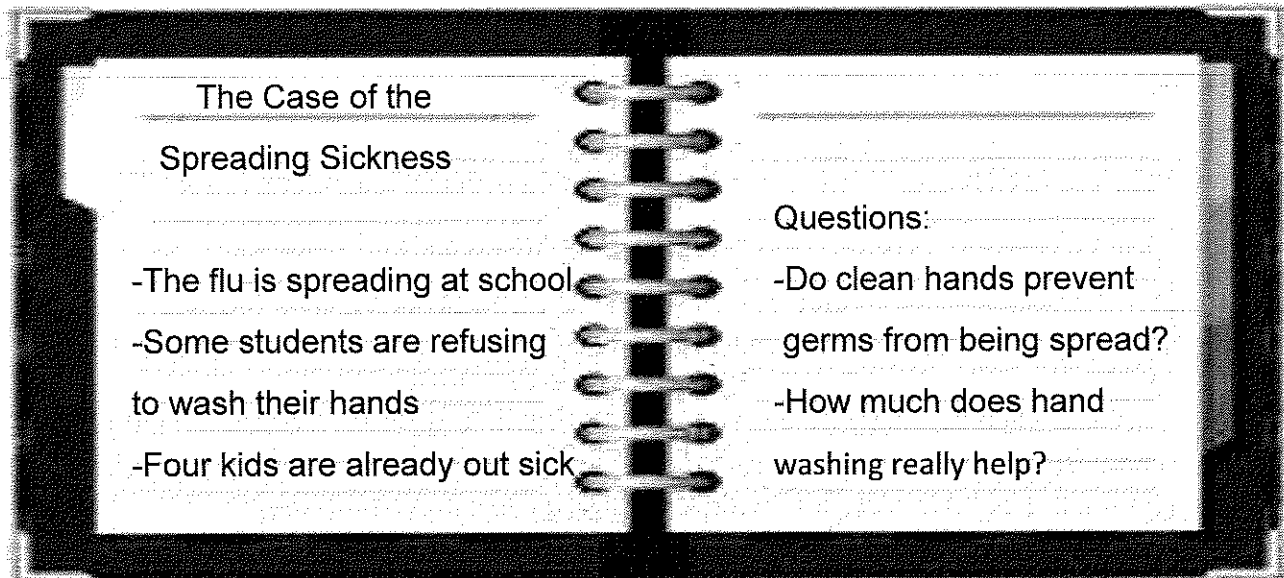 The Case of the
Spreading Sickness
-The flu is spreading at school
-Some students are refusing
to wash their hands
-Four kids are already out sick
Questions:
-Do clean hands prevent
germs from being spread?
-How much does hand
washing really help?